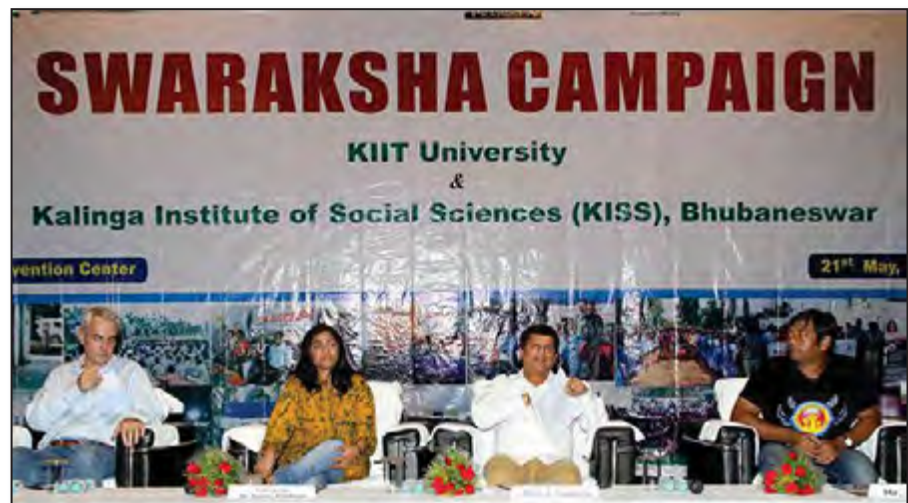 SWARAKSHA CAMPAIGN
KIIT University
&
Kalinga Institute of Social Sciences (KISS), Bhubaneswar
vention Center
21st May,